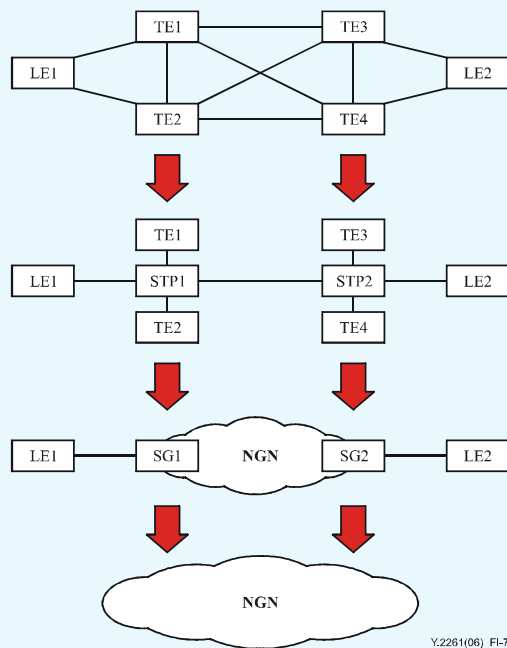 TE1 TE3
LE1 LE2
TE2 TE4
TE1 TE3
LE1 STP1 STP2 LE2
TE2 TE4
LE1 SG1 NGN SG2 LE2
NGN
Y.2261(06) FI-7